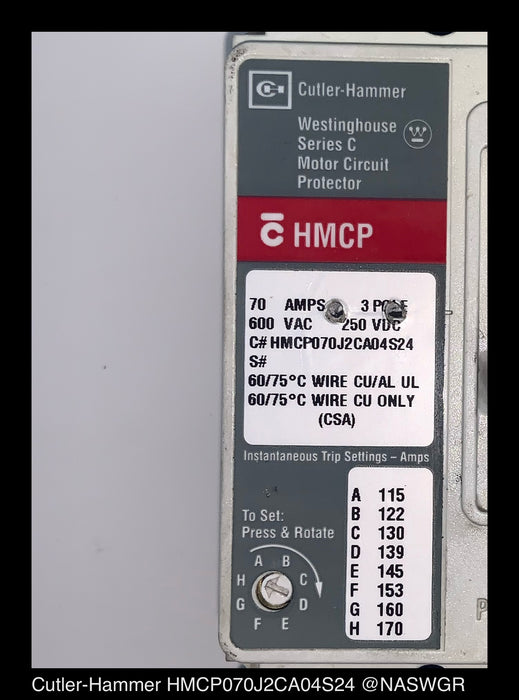 Cutler-Hammer
Westinghouse
Series C
Motor Circuit
Protector
C HMCP
70 AMPS 3 POLE
600 VAC 250 VDC
C# HMCP070J2CA04S24
S#
60/75°C WIRE CU/AL UL
60/75°C WIRE CU ONLY
(CSA)
Instantaneous Trip Settings – Amps
To Set:
Press & Rotate
A B C D E F G H
A 115
B 122
C 130
D 139
E 145
F 153
G 160
H 170
Cutler-Hammer HMCP070J2CA04S24 @NASWGR